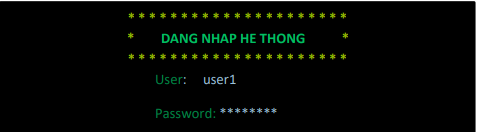 * * * * * * * * * * * * * * * * * * * * *
* DANG NHAP HE THONG *
* * * * * * * * * * * * * * * * * * * * *
User: user1
Password: ********